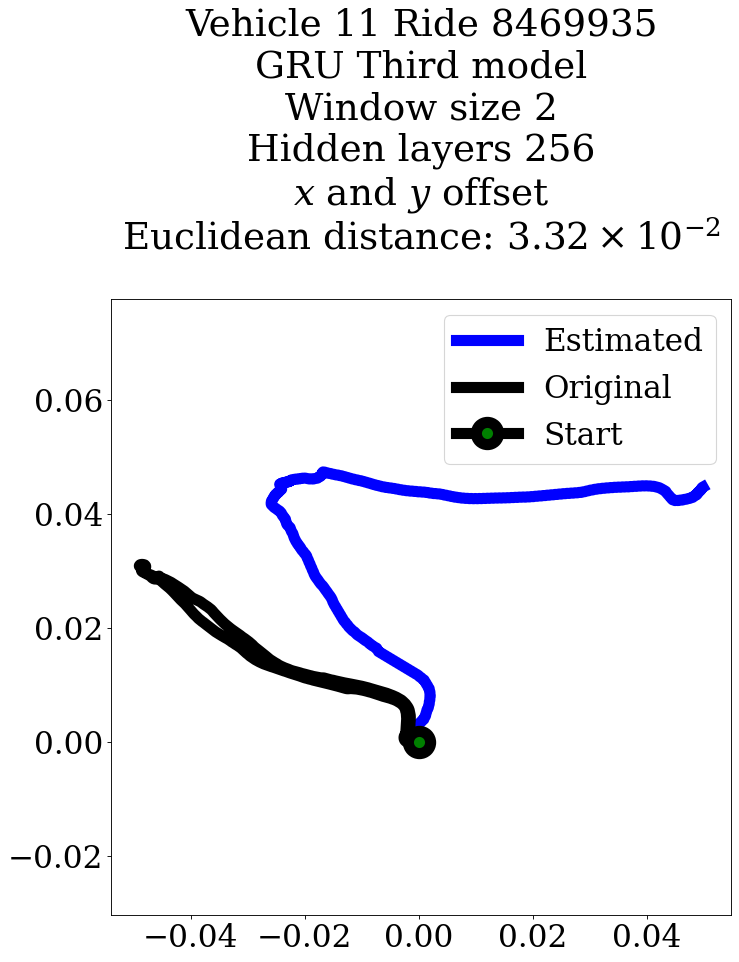 Vehicle 11 Ride 8469935
GRU Third model
Window size 2
Hidden layers 256
x and y offset
Euclidean distance: 3.32 × 10⁻²
Estimated
Original
Start
0.06
0.04
0.02
0.00
−0.02
−0.04 −0.02 0.00 0.02 0.04